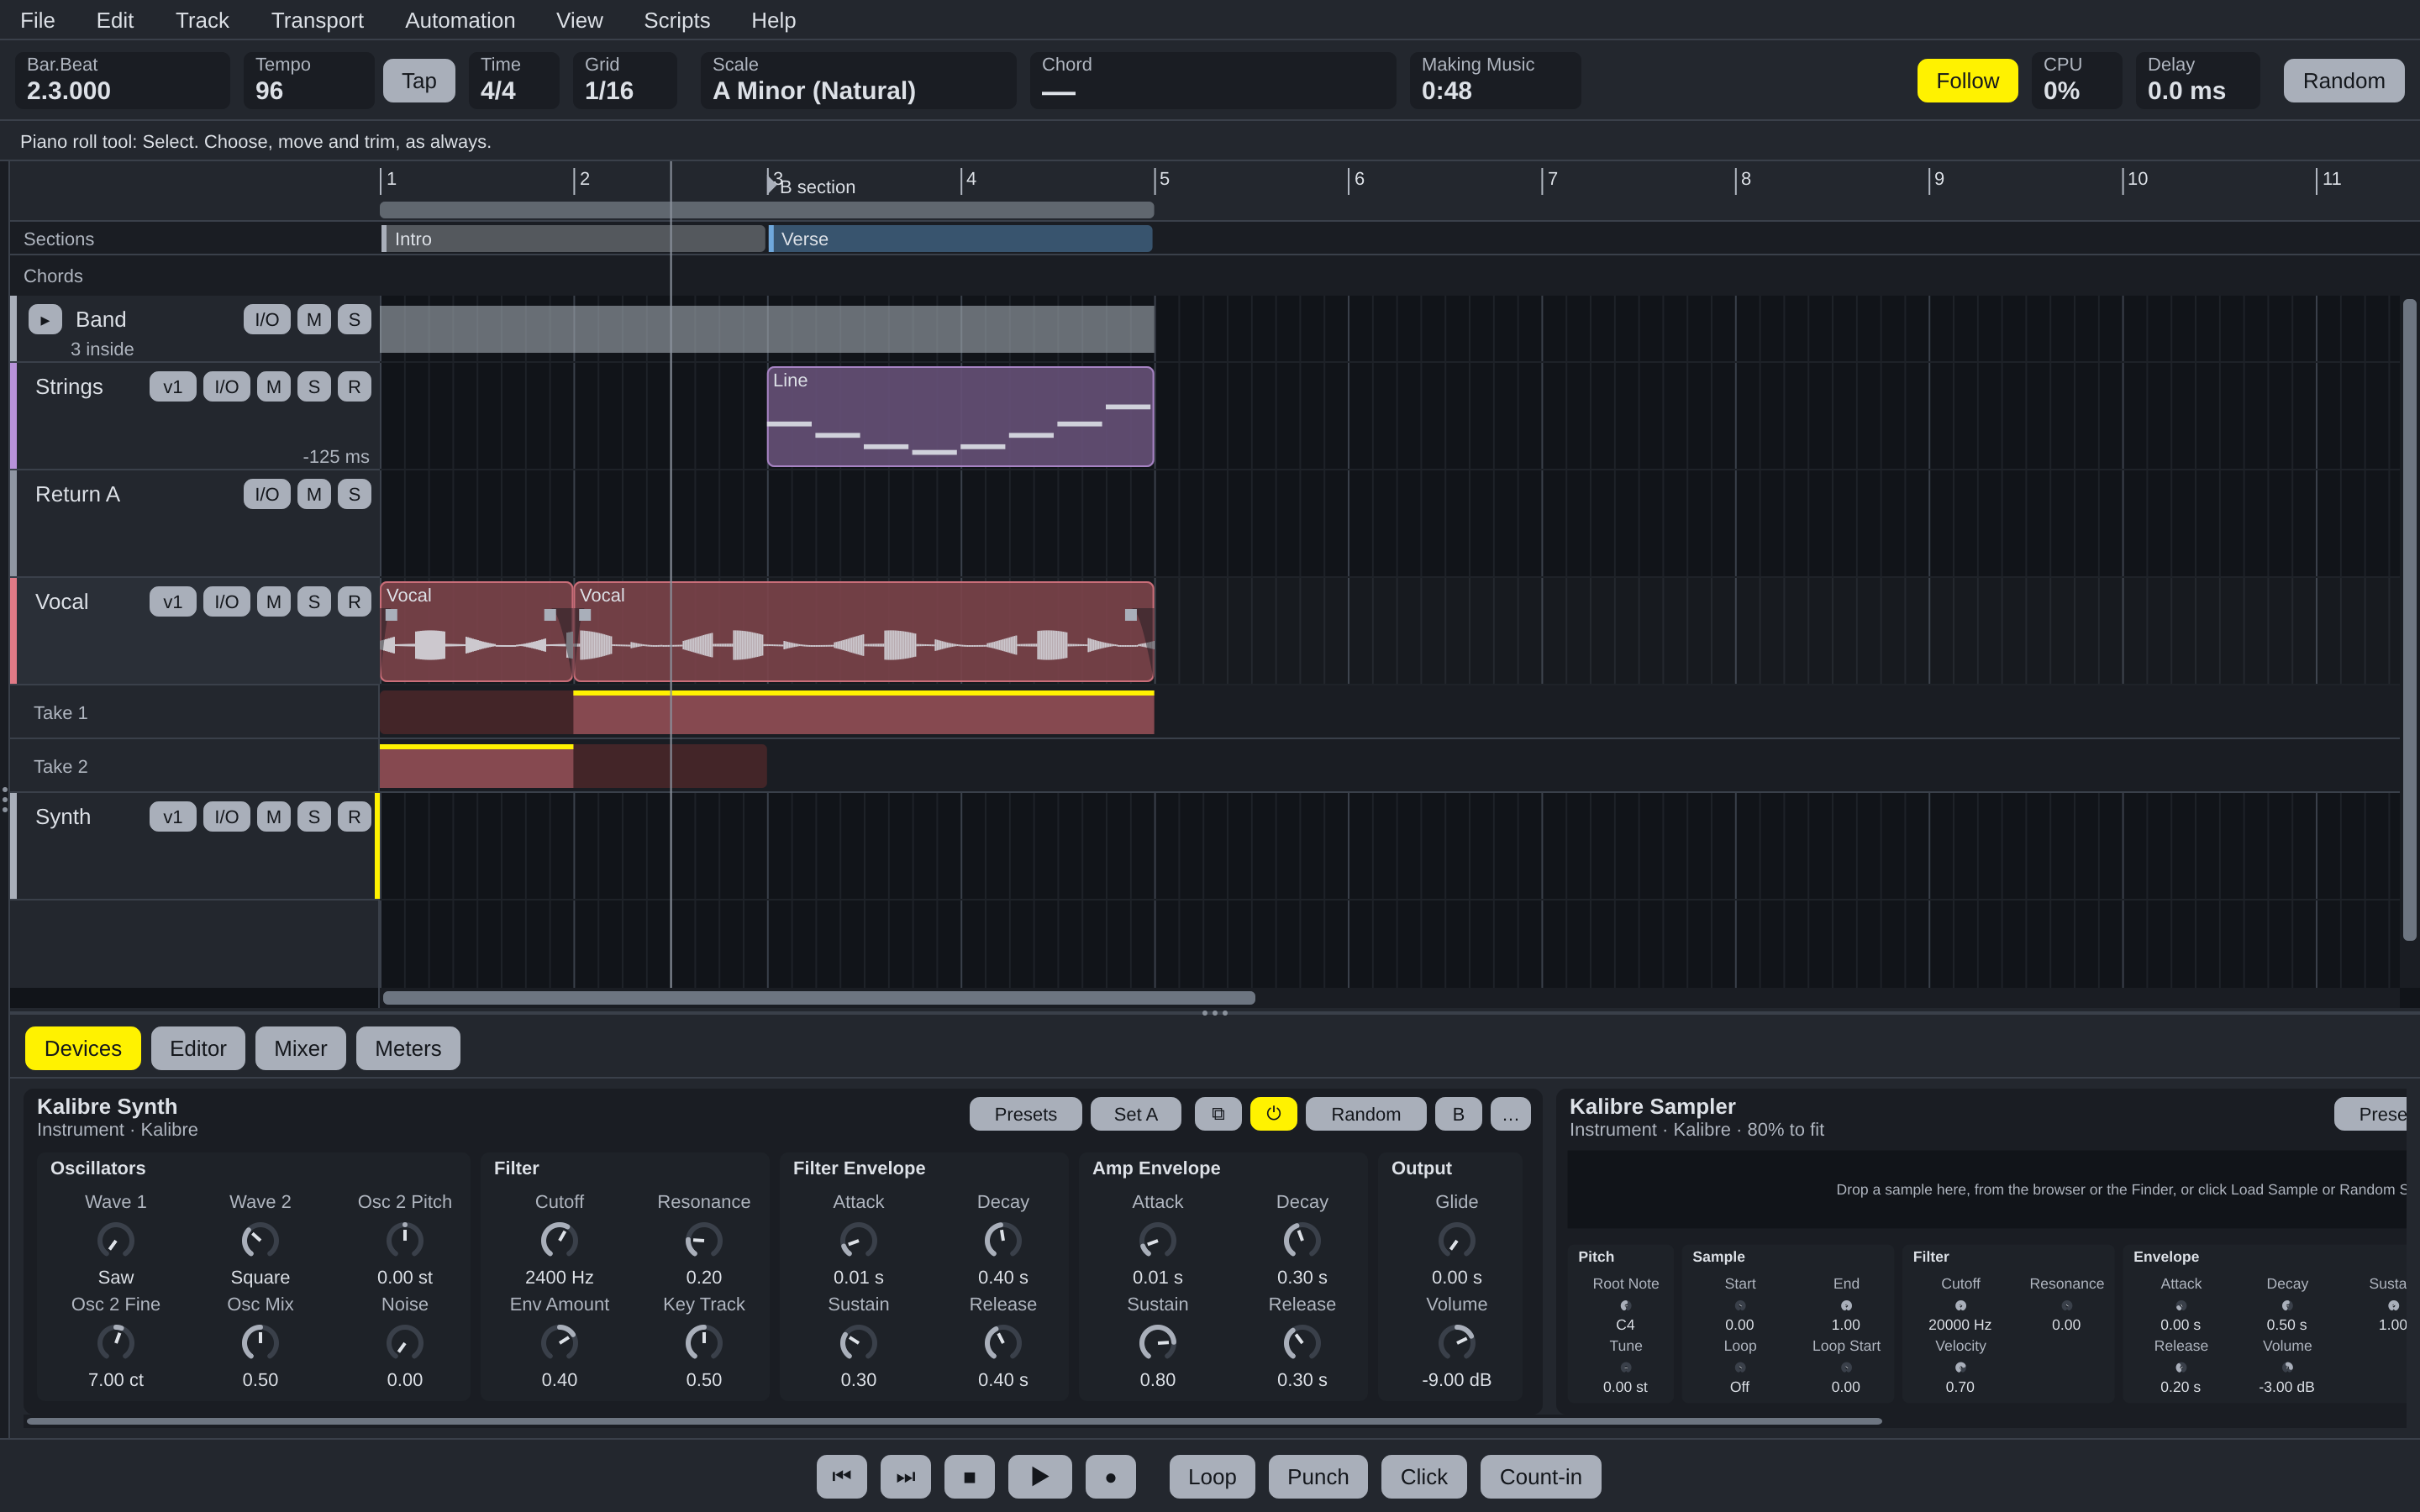 File Edit Track Transport Automation View Scripts Help
Bar.Beat Tempo Time Grid Scale Chord Making Music CPU Delay
2.3.000 96 Tap 4/4 1/16 A Minor (Natural) — 0:48 Follow 0% 0.0 ms Random
Piano roll tool: Select. Choose, move and trim, as always.
1 2 3 4 5 6 7 8 9 10 11
B section
Sections Intro Verse
Chords
Band I/O M S
3 inside
Strings v1 I/O M S R Line
-125 ms
Return A I/O M S
Vocal v1 I/O M S R Vocal Vocal
Take 1
Take 2
Synth v1 I/O M S R
Devices Editor Mixer Meters
Kalibre Synth Presets Set A Random B ...
Instrument · Kalibre
Oscillators Filter Filter Envelope Amp Envelope Output
Wave 1 Wave 2 Osc 2 Pitch Cutoff Resonance Attack Decay Attack Decay Glide
Saw Square 0.00 st 2400 Hz 0.20 0.01 s 0.40 s 0.01 s 0.30 s 0.00 s
Osc 2 Fine Osc Mix Noise Env Amount Key Track Sustain Release Sustain Release Volume
7.00 ct 0.50 0.00 0.40 0.50 0.30 0.40 s 0.80 0.30 s -9.00 dB
Kalibre Sampler Prese
Instrument · Kalibre · 80% to fit
Drop a sample here, from the browser or the Finder, or click Load Sample or Random S
Pitch Sample Filter Envelope
Root Note Start End Cutoff Resonance Attack Decay Susta
C4 0.00 1.00 20000 Hz 0.00 0.00 s 0.50 s 1.00
Tune Loop Loop Start Velocity Release Volume
0.00 st Off 0.00 0.70 0.20 s -3.00 dB
Loop Punch Click Count-in